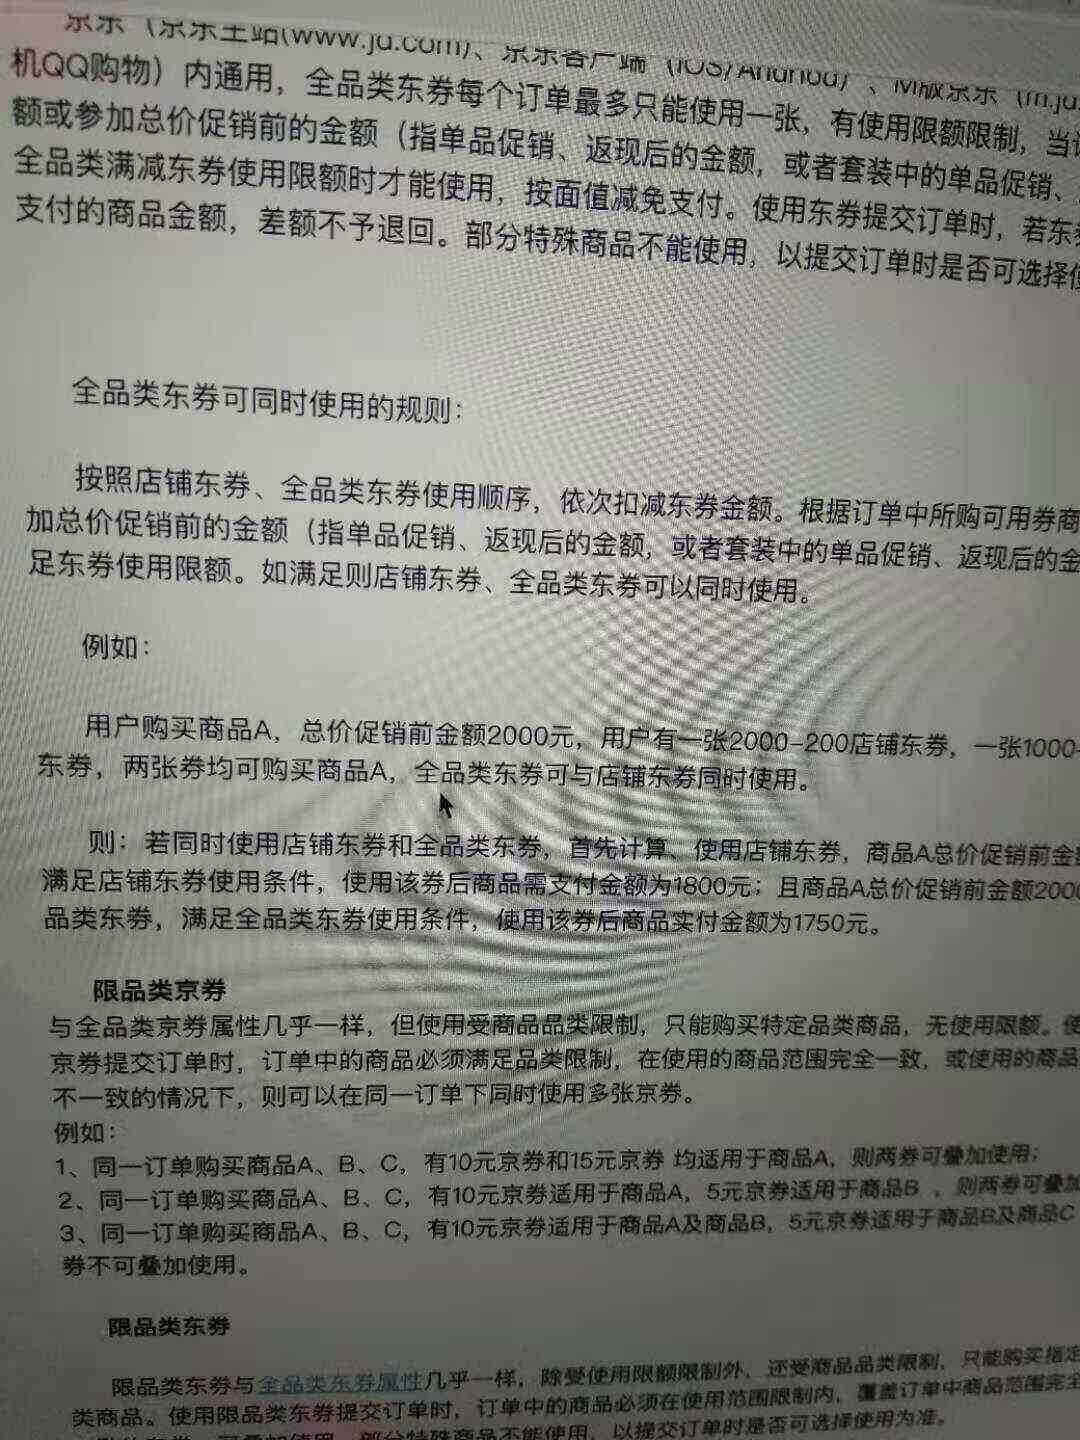 京东（京东主站(www.jd.com)、京东客户端（iOS/Android）、M版京东（m.jd
机QQ购物）内通用，全品类东券每个订单最多只能使用一张，有使用限额限制，当
额或参加总价促销前的金额（指单品促销、返现后的金额，或者套装中的单品促销、
全品类满减东券使用限额时才能使用，按面值减免支付。使用东券提交订单时，若东
支付的商品金额，差额不予退回。部分特殊商品不能使用，以提交订单时是否可选择
全品类东券可同时使用的规则：
按照店铺东券、全品类东券使用顺序，依次扣减东券金额。根据订单中所购可用券商
加总价促销前的金额（指单品促销、返现后的金额，或者套装中的单品促销、返现后的金
足东券使用限额。如满足则店铺东券、全品类东券可以同时使用。
例如：
用户购买商品A，总价促销前金额2000元，用户有一张2000-200店铺东券，一张1000-
东券，两张券均可购买商品A，全品类东券可与店铺东券同时使用。
则：若同时使用店铺东券和全品类东券，首先计算、使用店铺东券，商品A总价促销前金
满足店铺东券使用条件，使用该券后商品需支付金额为1800元；且商品A总价促销前金额2000
品类东券，满足全品类东券使用条件，使用该券后商品实付金额为1750元。
限品类京券
与全品类京券属性几乎一样，但使用受商品品类限制，只能购买特定品类商品，无使用限额。使
京券提交订单时，订单中的商品必须满足品类限制，在使用的商品范围完全一致，或使用的商品
不一致的情况下，则可以在同一订单下同时使用多张京券。
例如：
1、同一订单购买商品A、B、C，有10元京券和15元京券 均适用于商品A，则两券可叠加使用；
2、同一订单购买商品A、B、C，有10元京券适用于商品A，5元京券适用于商品B ，则两券可叠加
3、同一订单购买商品A、B、C，有10元京券适用于商品A及商品B，5元京券适用于商品B及商品C
券不可叠加使用。
限品类东券
限品类东券与全品类东券属性几乎一样，除受使用限额限制外，还受商品品类限制，只能购买指定
类商品。使用限品类东券提交订单时，订单中的商品必须在使用范围限制内，覆盖订单中商品范围完全
部分特殊商品不能使用，以提交订单时是否可选择使用为准。